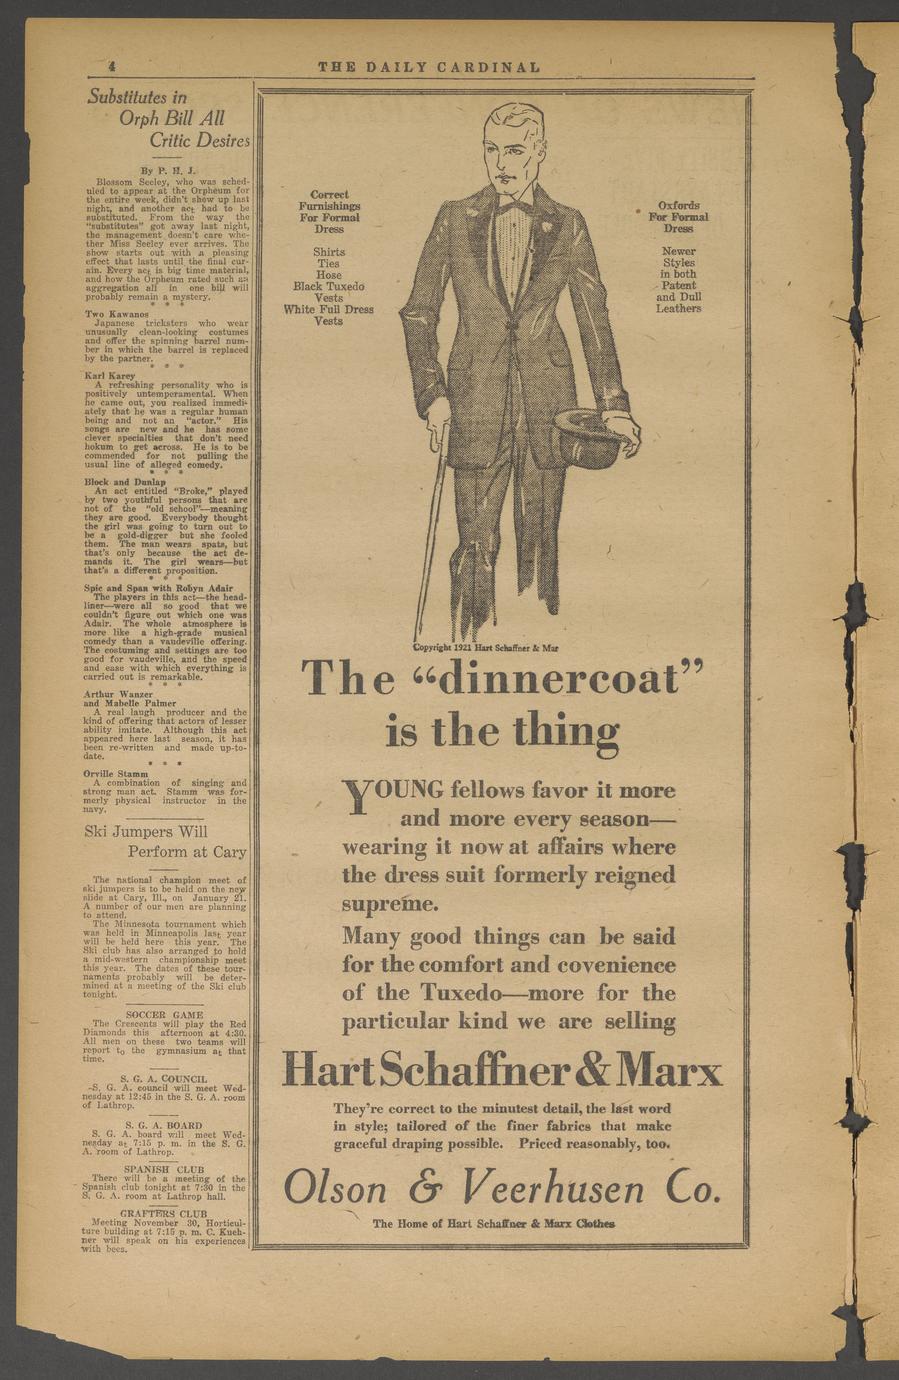 4
THE DAILY CARDINAL
Substitutes in
Orph Bill All
Critic Desires
By P. H. J.
Blossom Seeley, who was sched-
uled to appear at the Orpheum for
the entire week, didn't show up last
night, and another act had to be
substituted. From the way the
"substitutes" got away last night,
the management doesn't care whe-
ther Miss Seeley ever arrives. The
show starts out with a pleasing
effect that lasts until the final cur-
ain. Every act is big time material,
and how the Orpheum rated such an
aggregation all in one bill will
probably remain a mystery.
* * *
Two Kawanos
Japanese tricksters who wear
unusually clean-looking costumes
and offer the spinning barrel num-
ber in which the barrel is replaced
by the partner.
* * *
Karl Karey
A refreshing personality who is
positively untemperamental. When
he came out, you realized immedi-
ately that he was a regular human
being and not an "actor." His
songs are new and he has some
clever specialties that don't need
hokum to get across. He is to be
commended for not pulling the
usual line of alleged comedy.
* * *
Block and Dunlap
An act entitled "Broke," played
by two youthful persons that are
not of the "old school"—meaning
they are good. Everybody thought
the girl was going to turn out to
be a gold-digger but she fooled
them. The man wears spats, but
that's only because the act de-
mands it. The girl wears—but
that's a different proposition.
* * *
Spic and Span with Robyn Adair
The players in this act—the head-
liner—were all so good that we
couldn't figure out which one was
Adair. The whole atmosphere is
more like a high-grade musical
comedy than a vaudeville offering.
The costuming and settings are too
good for vaudeville, and the speed
and ease with which everything is
carried out is remarkable.
* * *
Arthur Wanzer
and Mabelle Palmer
A real laugh producer and the
kind of offering that actors of lesser
ability imitate. Although this act
appeared here last season, it has
been re-written and made up-to-
date.
* * *
Orville Stamm
A combination of singing and
strong man act. Stamm was for-
merly physical instructor in the
navy.
Ski Jumpers Will
Perform at Cary
The national champion meet of
ski jumpers is to be held on the new
slide at Cary, Ill., on January 21.
A number of our men are planning
to attend.
The Minnesota tournament which
was held in Minneapolis last year
will be held here this year. The
Ski club has also arranged to hold
a mid-western championship meet
this year. The dates of these tour-
naments probably will be deter-
mined at a meeting of the Ski club
tonight.
SOCCER GAME
The Crescents will play the Red
Diamonds this afternoon at 4:30.
All men on these two teams will
report to the gymnasium at that
time.
S. G. A. COUNCIL
S. G. A. council will meet Wed-
nesday at 12:45 in the S. G. A. room
of Lathrop.
S. G. A. BOARD
S. G. A. board will meet Wed-
nesday at 7:15 p. m. in the S. G.
A. room of Lathrop.
SPANISH CLUB
There will be a meeting of the
Spanish club tonight at 7:30 in the
S. G. A. room at Lathrop hall.
GRAFTERS CLUB
Meeting November 30, Horticul-
ture building at 7:15 p. m. C. Kueh-
ner will speak on his experiences
with bees.
Correct
Furnishings
For Formal
Dress
Shirts
Ties
Hose
Black Tuxedo
Vests
White Full Dress
Vests
Oxfords
For Formal
Dress
Newer
Styles
in both
Patent
and Dull
Leathers
Copyright 1921 Hart Schaffner & Mar
The "dinnercoat"
is the thing
YOUNG fellows favor it more
and more every season—
wearing it now at affairs where
the dress suit formerly reigned
supreme.
Many good things can be said
for the comfort and covenience
of the Tuxedo—more for the
particular kind we are selling
Hart Schaffner & Marx
They're correct to the minutest detail, the last word
in style; tailored of the finer fabrics that make
graceful draping possible. Priced reasonably, too.
Olson & Veerhusen Co.
The Home of Hart Schaffner & Marx Clothes